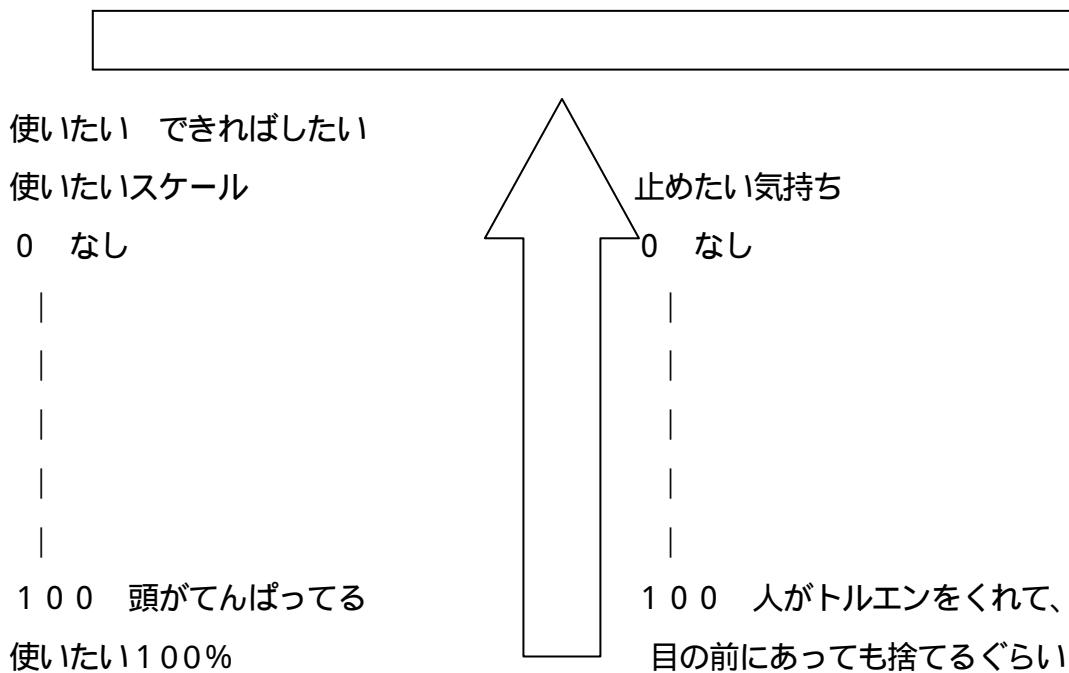 使いたい　できればしたい
使いたいスケール
０　なし
｜
｜
｜
｜
｜
１００　頭がてんぱってる
使いたい100%
止めたい気持ち
０　なし
｜
｜
｜
｜
｜
１００　人がトルエンをくれて、
目の前にあっても捨てるぐらい